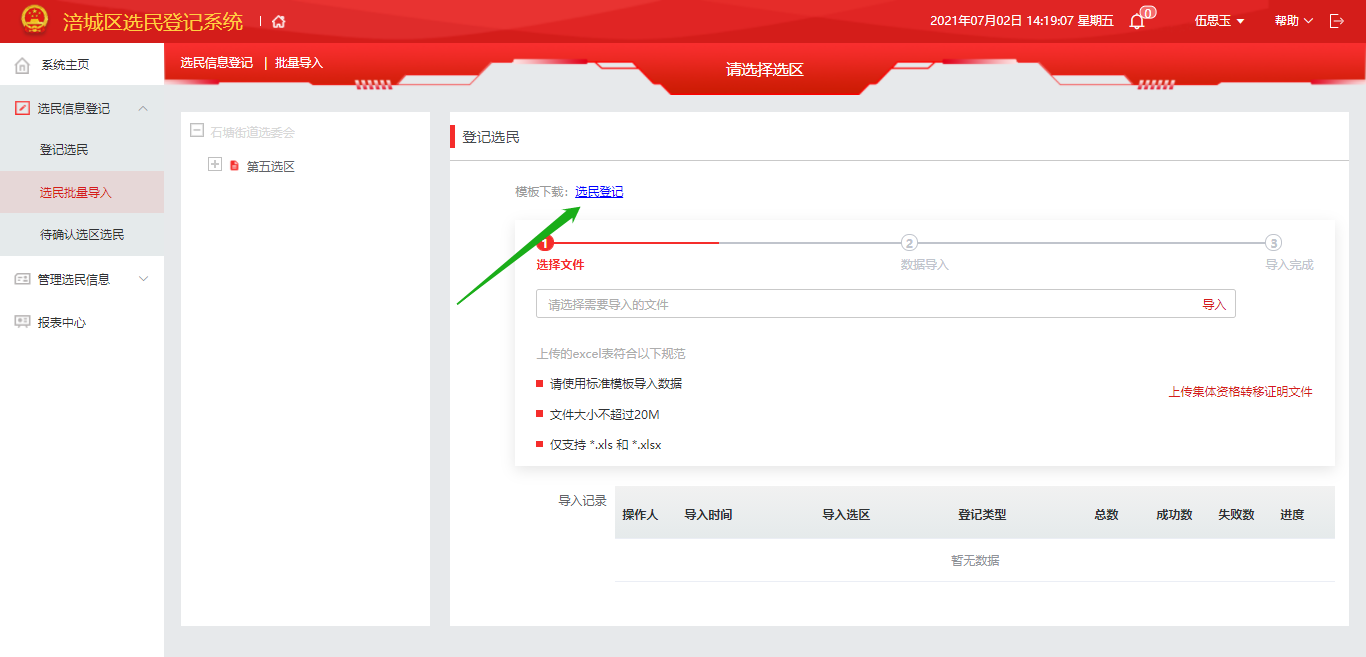 涪城区选民登记系统
2021年07月02日 14:19:07 星期五
0
伍思玉
帮助
系统主页
选民信息登记
登记选民
选民批量导入
待确认选区选民
管理选民信息
报表中心
选民信息登记 | 批量导入
请选择选区
石塘街道选委会
第五选区
登记选民
模板下载: 选民登记
1
2
3
选择文件
数据导入
导入完成
请选择需要导入的文件
导入
上传的excel表符合以下规范
请使用标准模板导入数据
上传集体资格转移证明文件
文件大小不超过20M
仅支持 *.xls 和 *.xlsx
导入记录
操作人 导入时间 导入选区 登记类型 总数 成功数 失败数 进度
暂无数据